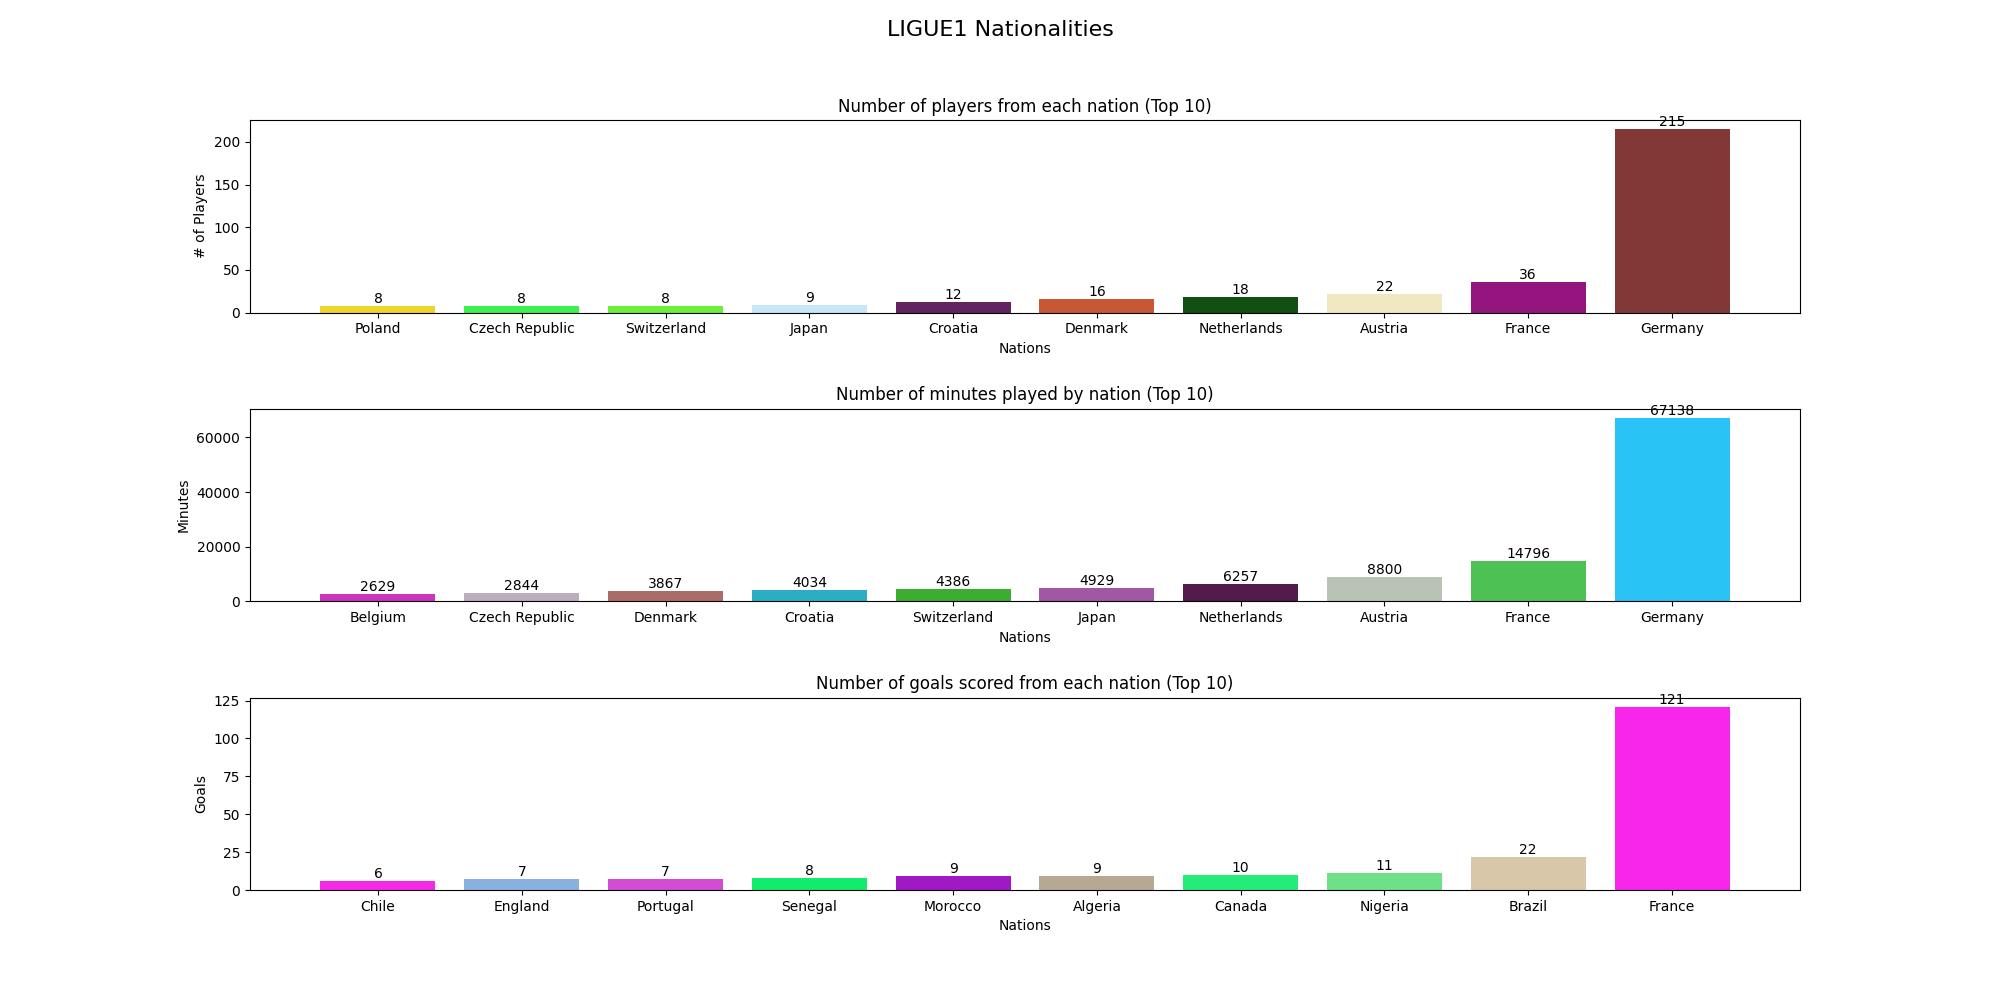 LIGUE1 Nationalities
Number of players from each nation (Top 10)
# of Players
200
150
100
50
0
8 8 8 9 12 16 18 22 36 215
Poland Czech Republic Switzerland Japan Croatia Denmark Netherlands Austria France Germany
Nations
Number of minutes played by nation (Top 10)
Minutes
60000
40000
20000
0
2629 2844 3867 4034 4386 4929 6257 8800 14796 67138
Belgium Czech Republic Denmark Croatia Switzerland Japan Netherlands Austria France Germany
Nations
Number of goals scored from each nation (Top 10)
Goals
125
100
75
50
25
0
6 7 7 8 9 9 10 11 22 121
Chile England Portugal Senegal Morocco Algeria Canada Nigeria Brazil France
Nations